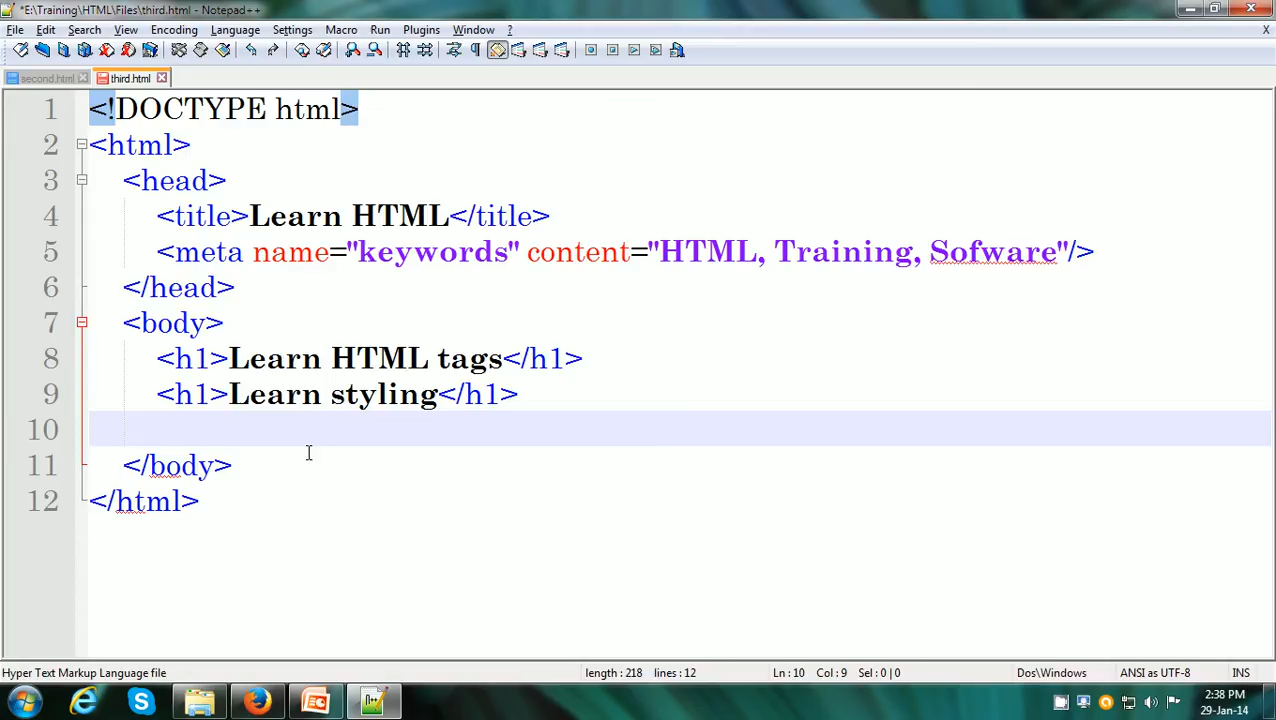 *E:\Training\HTML\Files\third.html - Notepad++
File Edit Search View Encoding Language Settings Macro Run Plugins Window ? X
second.html third.html
1 <!DOCTYPE html>
2 <html>
3 <head>
4 <title>Learn HTML</title>
5 <meta name="keywords" content="HTML, Training, Sofware"/>
6 </head>
7 <body>
8 <h1>Learn HTML tags</h1>
9 <h1>Learn styling</h1>
10
11 </body>
12 </html>
Hyper Text Markup Language file length : 218 lines : 12 Ln : 10 Col : 9 Sel : 0 | 0 Dos\Windows ANSI as UTF-8 INS
2:38 PM
29-Jan-14